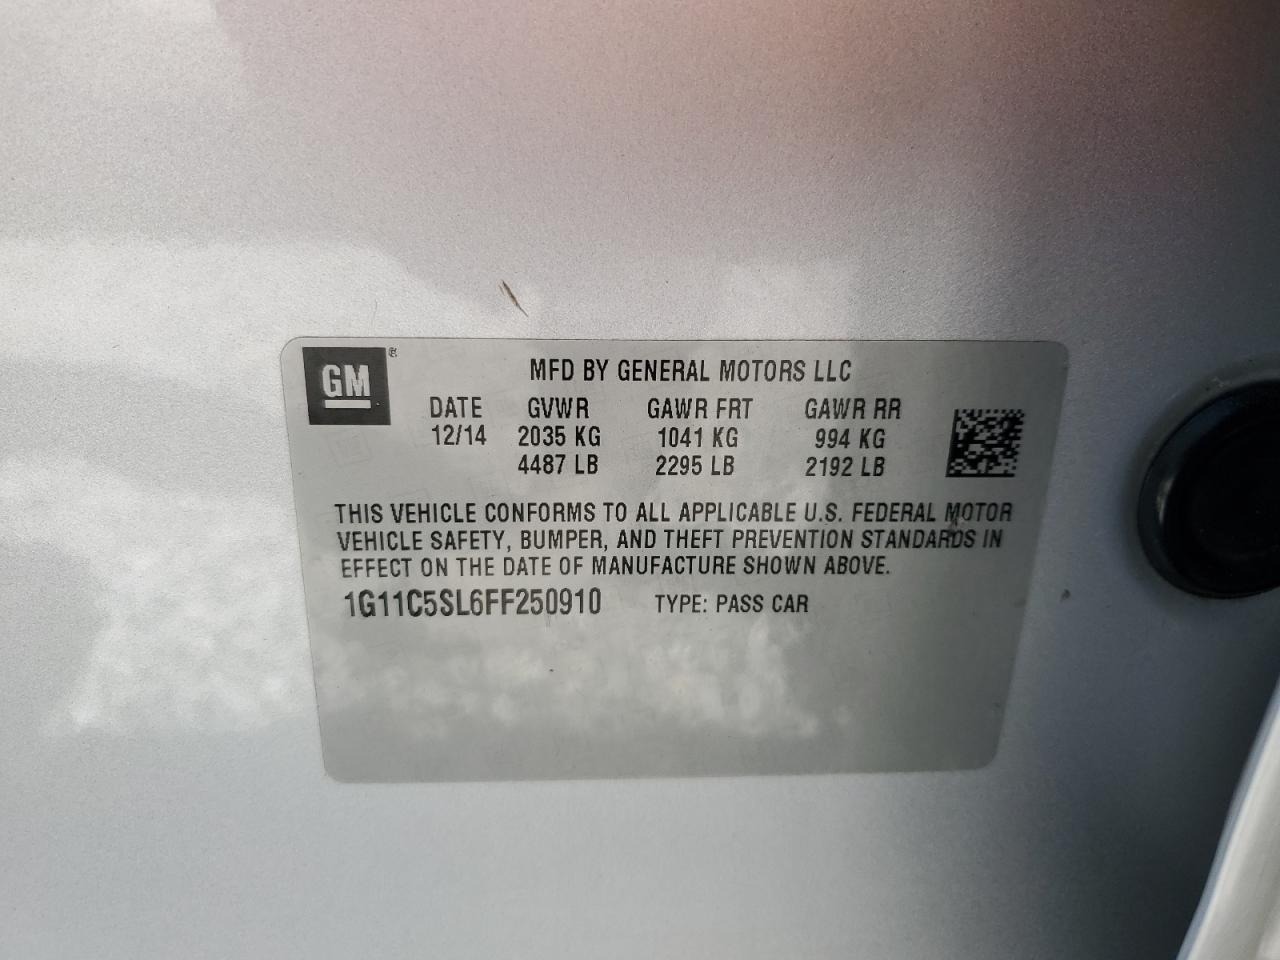 GM ®
MFD BY GENERAL MOTORS LLC
DATE GVWR GAWR FRT GAWR RR
12/14 2035 KG 1041 KG 994 KG
4487 LB 2295 LB 2192 LB
THIS VEHICLE CONFORMS TO ALL APPLICABLE U.S. FEDERAL MOTOR
VEHICLE SAFETY, BUMPER, AND THEFT PREVENTION STANDARDS IN
EFFECT ON THE DATE OF MANUFACTURE SHOWN ABOVE.
1G11C5SL6FF250910 TYPE: PASS CAR